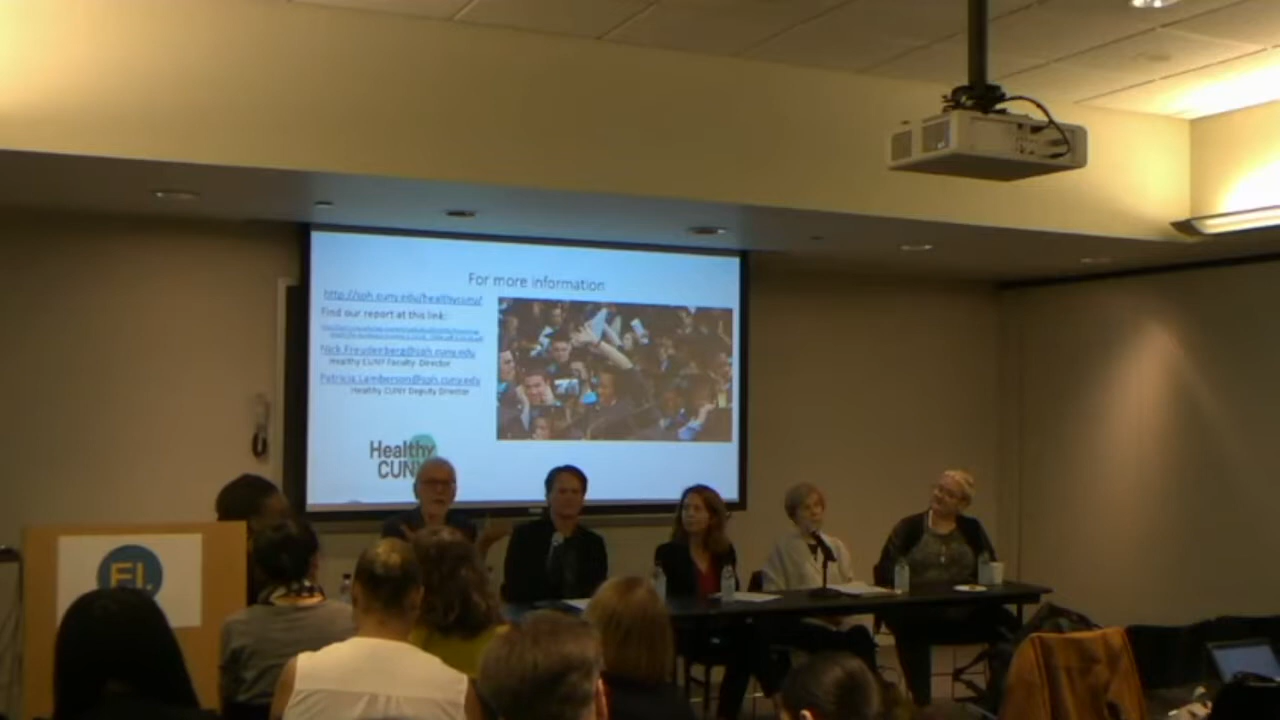 For more information
http://sph.cuny.edu/healthycuny/
Find our report at this link:
Nick.Freudenberg@sph.cuny.edu
Healthy CUNY Faculty Director
Patricia.Lamberson@sph.cuny.edu
Healthy CUNY Deputy Director
Healthy
CUNY